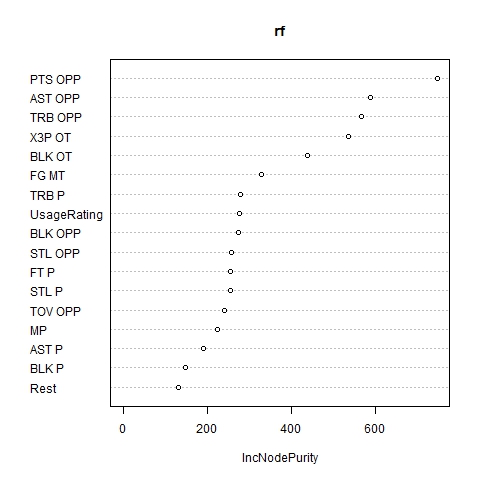 rf
PTS OPP
AST OPP
TRB OPP
X3P OT
BLK OT
FG MT
TRB P
UsageRating
BLK OPP
STL OPP
FT P
STL P
TOV OPP
MP
AST P
BLK P
Rest
0 200 400 600
IncNodePurity